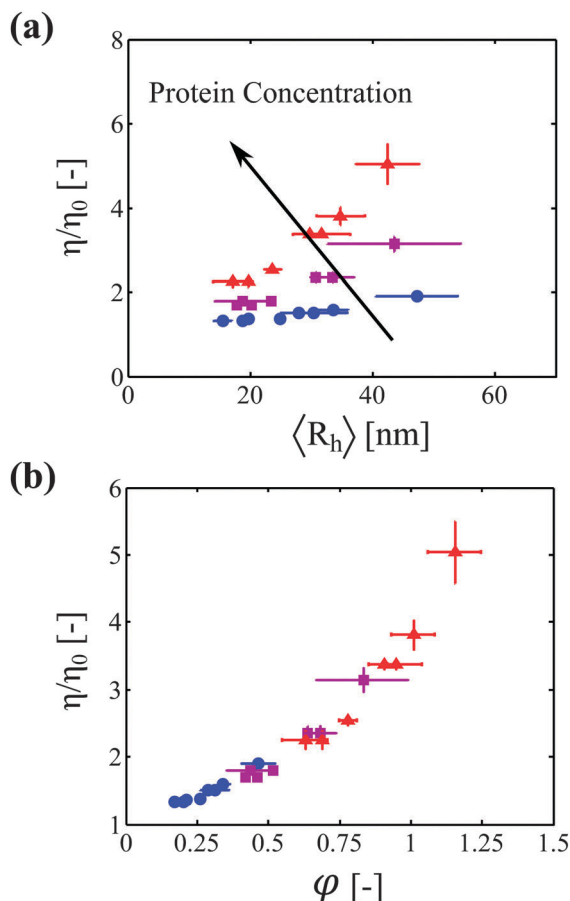 (a)
8
Protein Concentration
6
η/η0 [-]
4
2
0
0 20 40 60
⟨Rh⟩ [nm]
(b)
6
5
η/η0 [-]
4
3
2
1
0 0.25 0.5 0.75 1 1.25 1.5
φ [-]